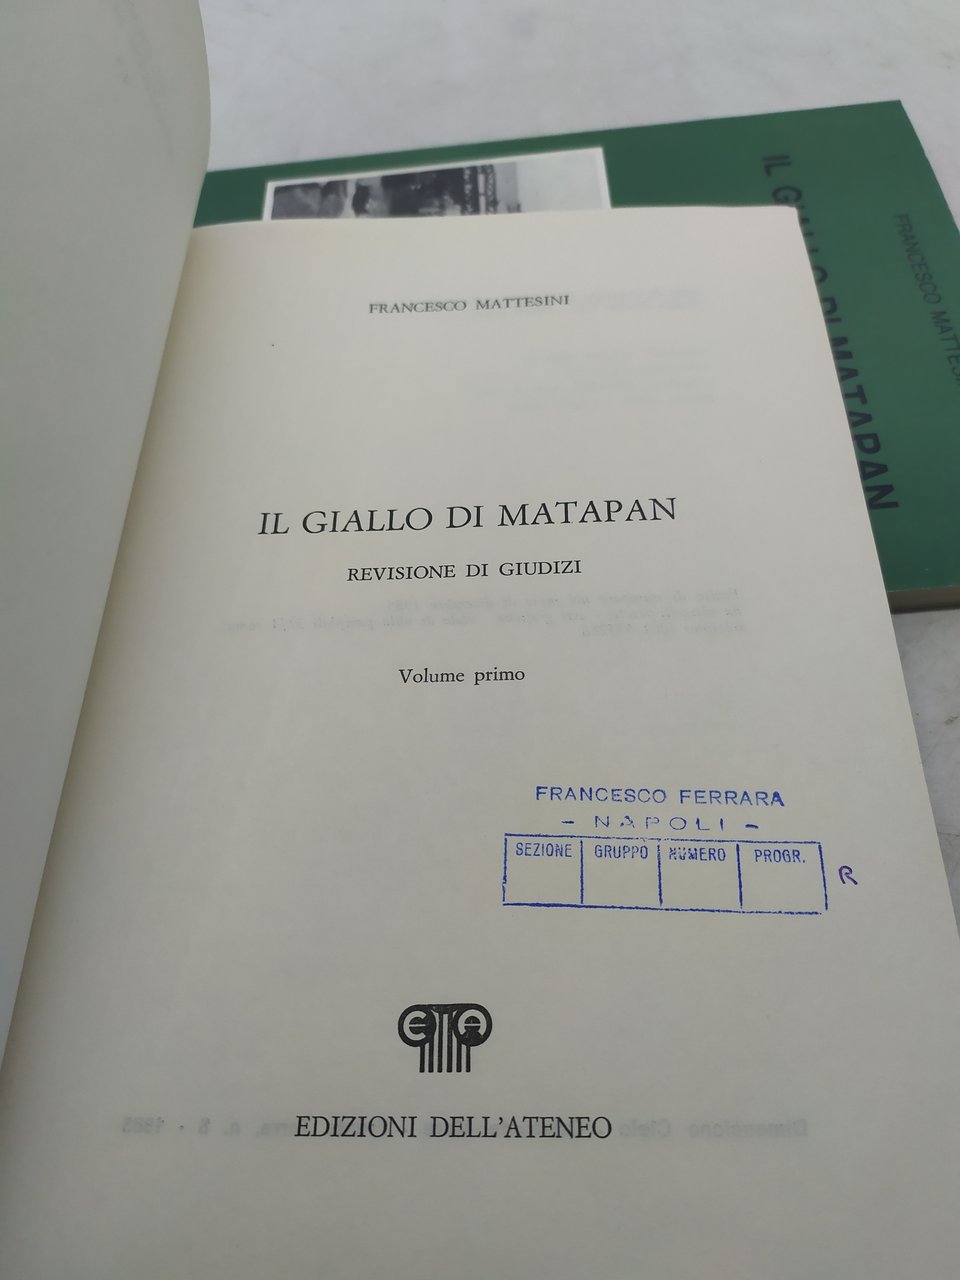 FRANCESCO MATTESINI
IL GIALLO DI MATAPAN
REVISIONE DI GIUDIZI
Volume primo
FRANCESCO FERRARA
- NAPOLI -
SEZIONE GRUPPO NUMERO PROGR.
R
EA
EDIZIONI DELL'ATENEO
IL GIALLO DI MATAPAN
FRANCESCO